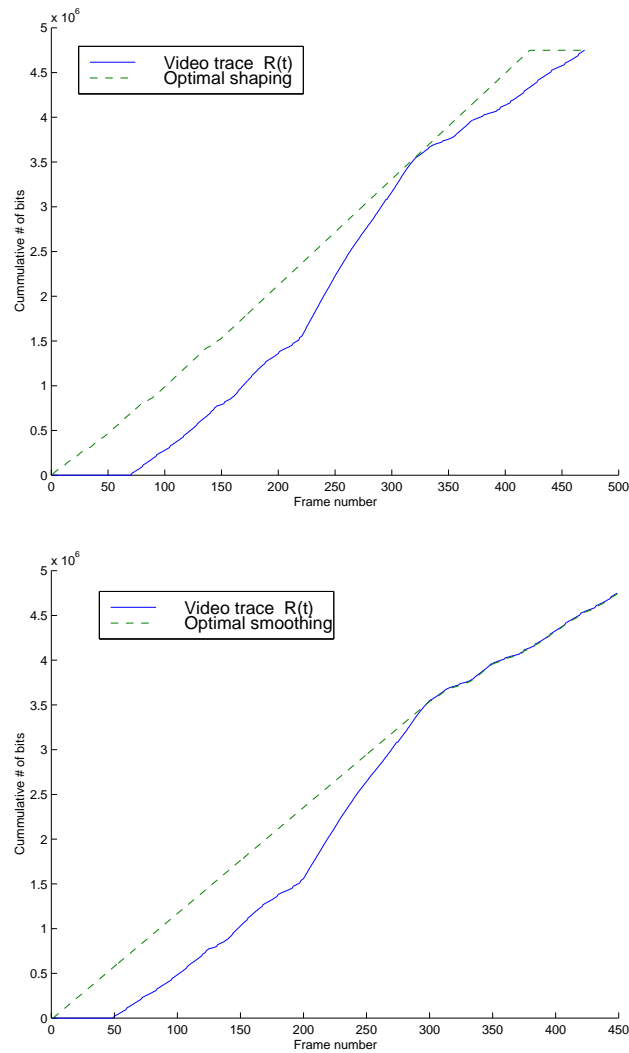 x 10^6
5
4.5
4
3.5
3
2.5
2
1.5
1
0.5
0
Cummulative # of bits
Video trace R(t)
Optimal shaping
0 50 100 150 200 250 300 350 400 450 500
Frame number
x 10^6
5
4.5
4
3.5
3
2.5
2
1.5
1
0.5
0
Cummulative # of bits
Video trace R(t)
Optimal smoothing
0 50 100 150 200 250 300 350 400 450
Frame number